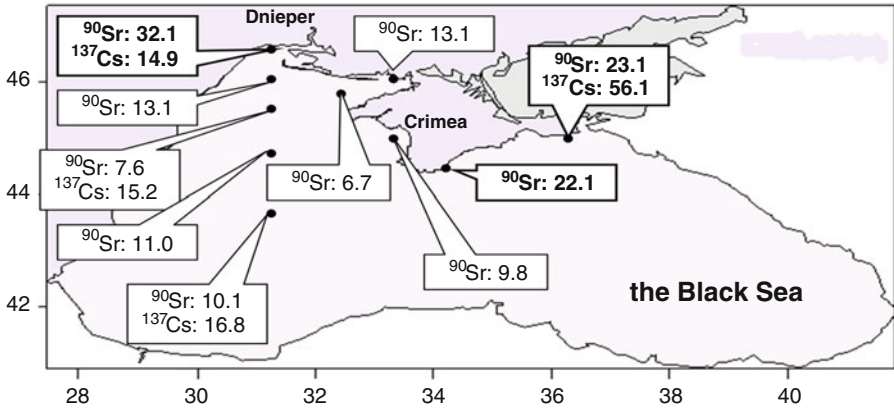 Dnieper
⁹⁰Sr: 32.1
¹³⁷Cs: 14.9
⁹⁰Sr: 13.1
⁹⁰Sr: 23.1
¹³⁷Cs: 56.1
46
⁹⁰Sr: 13.1
Crimea
⁹⁰Sr: 7.6
¹³⁷Cs: 15.2
⁹⁰Sr: 6.7
⁹⁰Sr: 22.1
44
⁹⁰Sr: 11.0
⁹⁰Sr: 9.8
⁹⁰Sr: 10.1
¹³⁷Cs: 16.8
the Black Sea
42
28 30 32 34 36 38 40